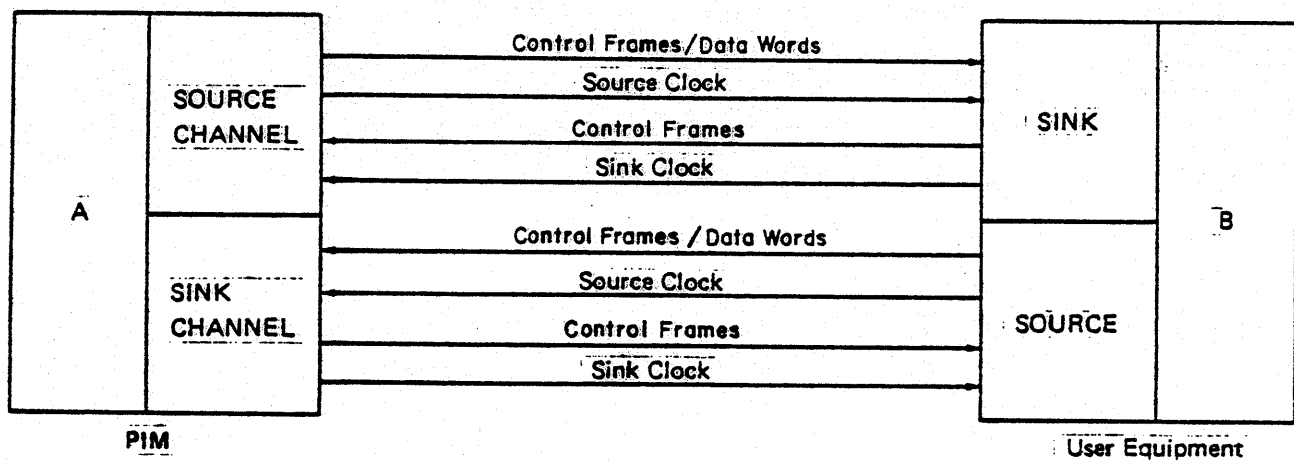 Control Frames/Data Words
Source Clock
Control Frames
Sink Clock
Control Frames /Data Words
Source Clock
Control Frames
Sink Clock
A
SOURCE
CHANNEL
SINK
CHANNEL
SINK
SOURCE
B
PIM
User Equipment